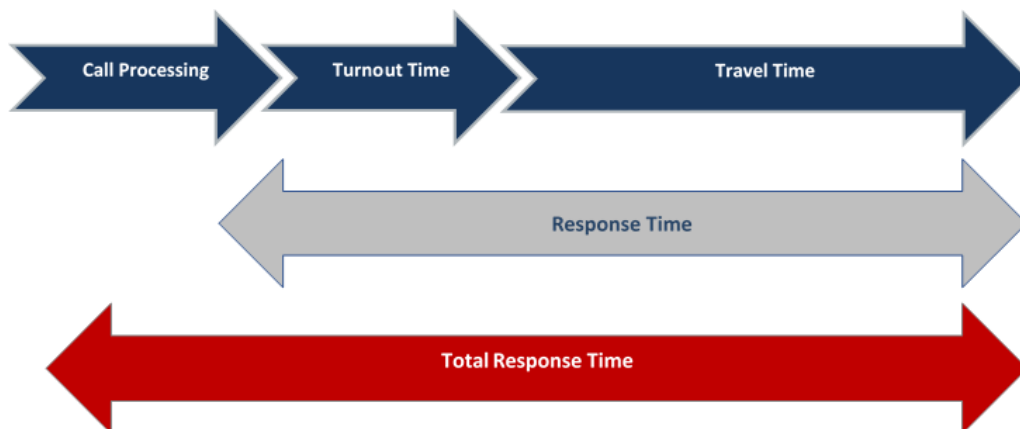 Call Processing
Turnout Time
Travel Time
Response Time
Total Response Time